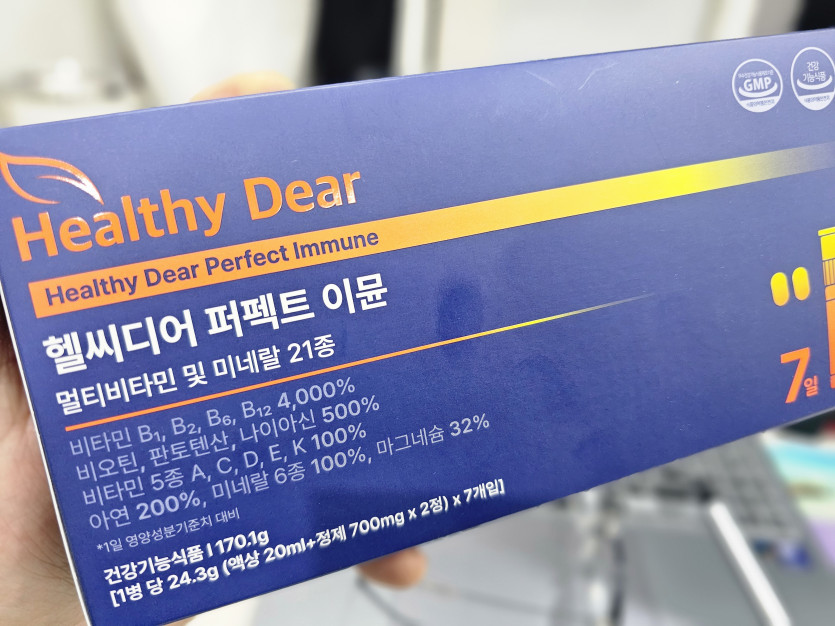 GMP
건강
기능식품
Healthy Dear
Healthy Dear Perfect Immune
헬씨디어 퍼펙트 이뮨
멀티비타민 및 미네랄 21종
비타민 B₁, B₂, B₆, B₁₂ 4,000%
비오틴, 판토텐산, 나이아신 500%
비타민 5종 A, C, D, E, K 100%
아연 200%, 미네랄 6종 100%, 마그네슘 32%
*1일 영양성분기준치 대비
건강기능식품 I 170.1g
[1병 당 24.3g (액상 20ml+정제 700mg x 2정) x 7개입]
7일